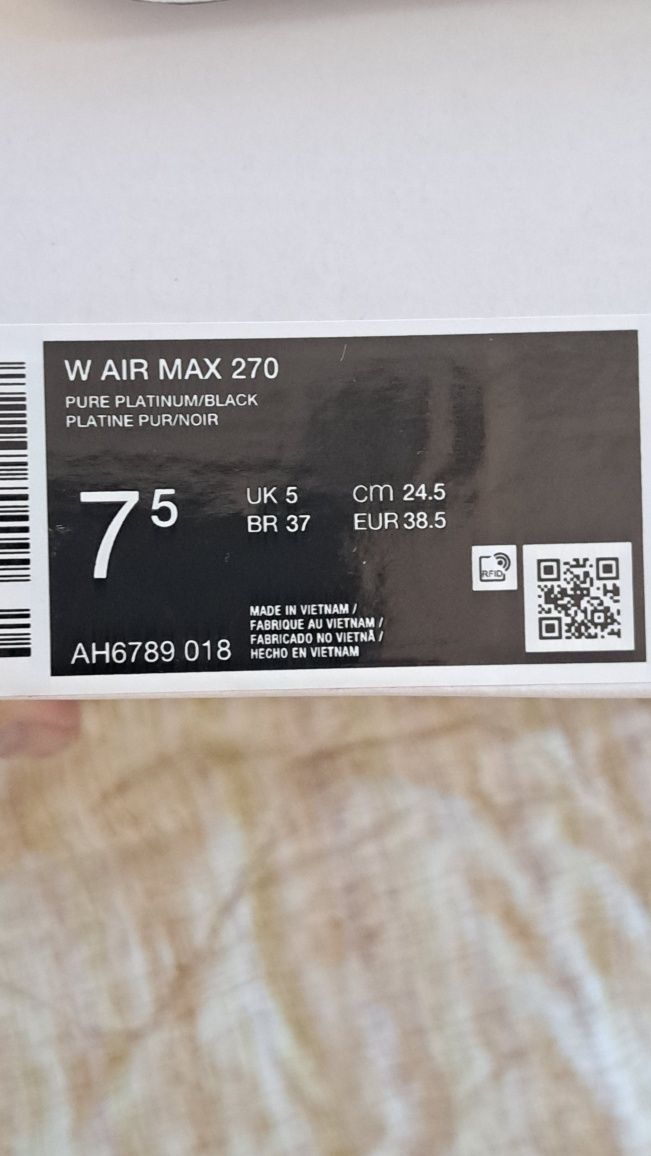 W AIR MAX 270
PURE PLATINUM/BLACK
PLATINE PUR/NOIR
7⁵
UK 5
cm 24.5
BR 37
EUR 38.5
RFID
MADE IN VIETNAM /
FABRIQUE AU VIETNAM /
FABRICADO NO VIETNÃ /
HECHO EN VIETNAM
AH6789 018